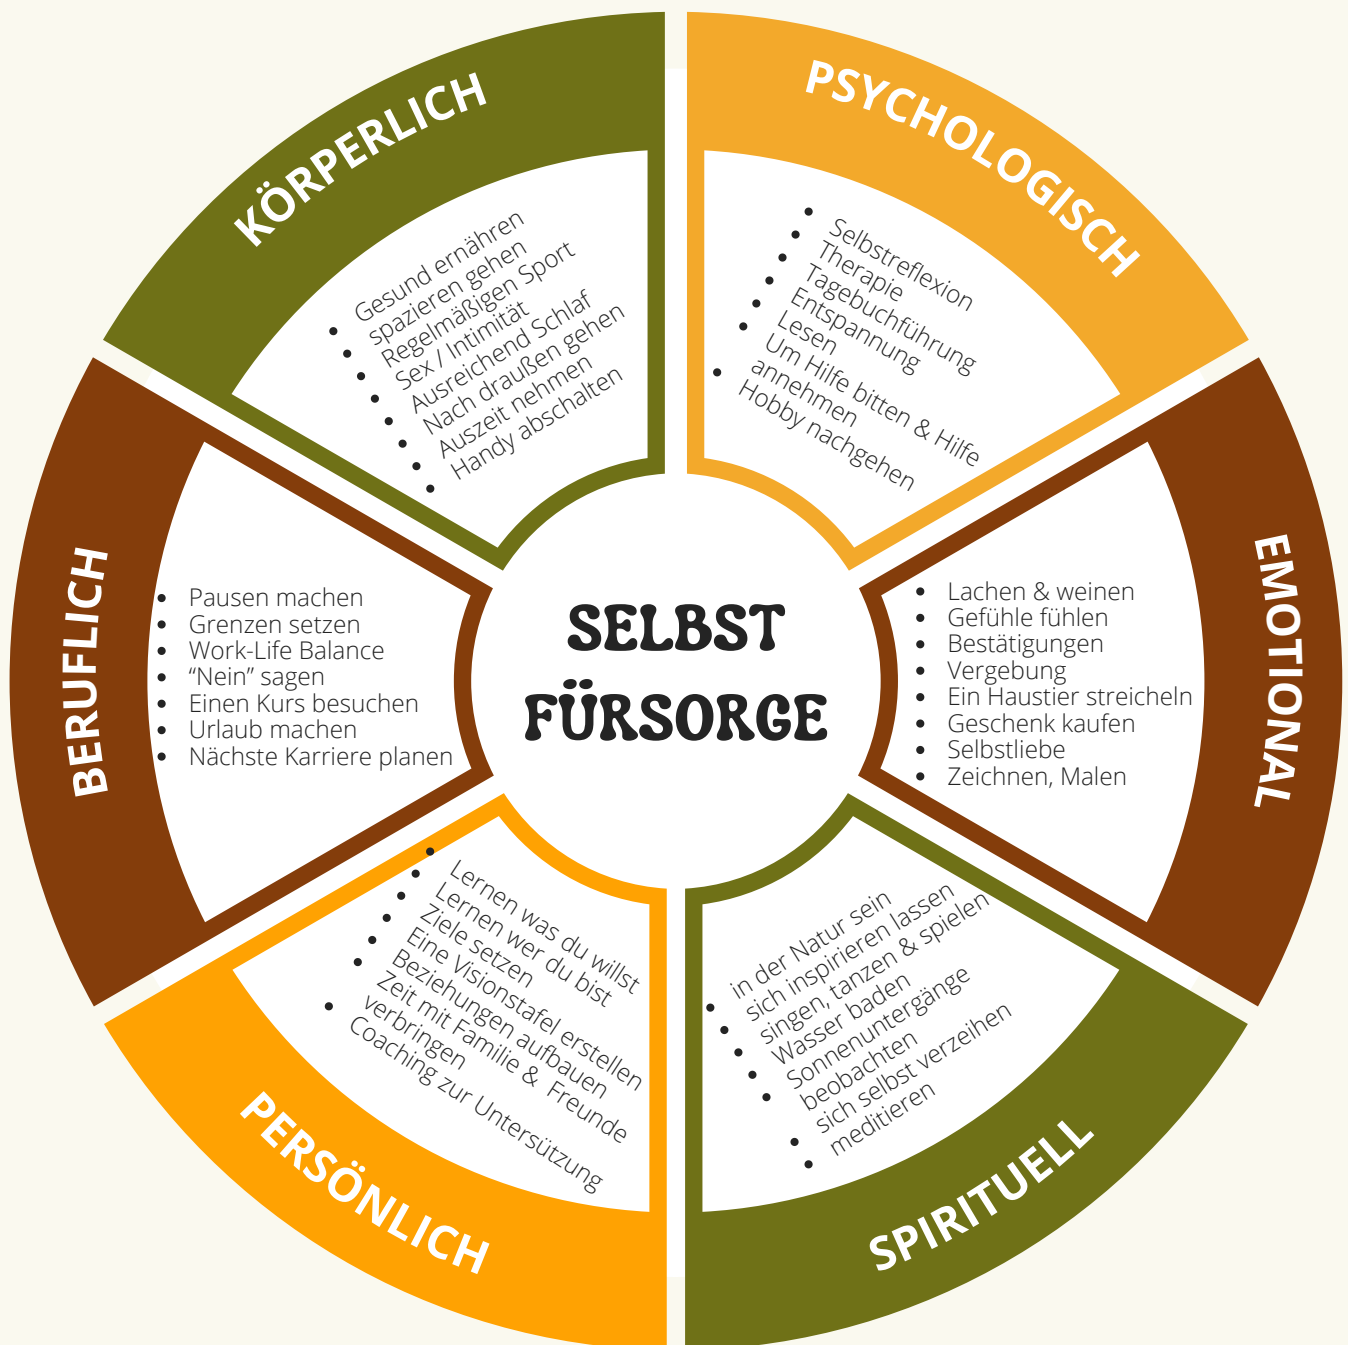 KÖRPERLICH
Gesund ernähren
spazieren gehen
Regelmäßigen Sport
Sex / Intimität
Ausreichend Schlaf
Nach draußen gehen
Auszeit nehmen
Handy abschalten
PSYCHOLOGISCH
Selbstreflexion
Therapie
Tagebuchführung
Entspannung
Lesen
Um Hilfe bitten & Hilfe
annehmen
Hobby nachgehen
BERUFLICH
Pausen machen
Grenzen setzen
Work-Life Balance
“Nein” sagen
Einen Kurs besuchen
Urlaub machen
Nächste Karriere planen
SELBST
FÜRSORGE
EMOTIONAL
Lachen & weinen
Gefühle fühlen
Bestätigungen
Vergebung
Ein Haustier streicheln
Geschenk kaufen
Selbstliebe
Zeichnen, Malen
PERSÖNLICH
Lernen was du willst
Lernen wer du bist
Ziele setzen
Eine Visionstafel erstellen
Beziehungen aufbauen
Zeit mit Familie & Freunde
verbringen
Coaching zur Untersützung
SPIRITUELL
in der Natur sein
sich inspirieren lassen
singen, tanzen & spielen
Wasser baden
Sonnenuntergänge
beobachten
sich selbst verzeihen
meditieren